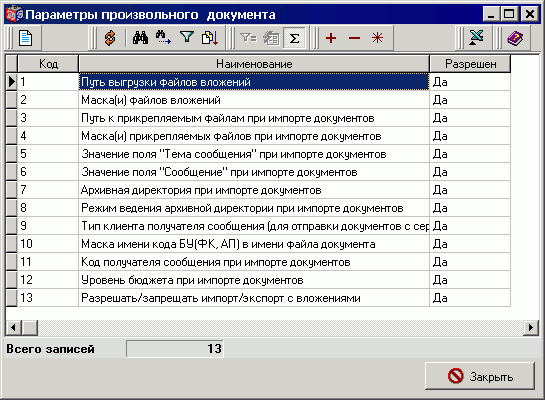 Параметры произвольного документа
Код Наименование Разрешен
1 Путь выгрузки файлов вложений Да
2 Маска(и) файлов вложений Да
3 Путь к прикрепляемым файлам при импорте документов Да
4 Маска(и) прикрепляемых файлов при импорте документов Да
5 Значение поля "Тема сообщения" при импорте документов Да
6 Значение поля "Сообщение" при импорте документов Да
7 Архивная директория при импорте документов Да
8 Режим ведения архивной директории при импорте документов Да
9 Тип клиента получателя сообщения (для отправки документов с сер Да
10 Маска имени кода БУ(ФК, АП) в имени файла документа Да
11 Код получателя сообщения при импорте документов Да
12 Уровень бюджета при импорте документов Да
13 Разрешать/запрещать импорт/экспорт с вложениями Да
Всего записей 13
Закрыть